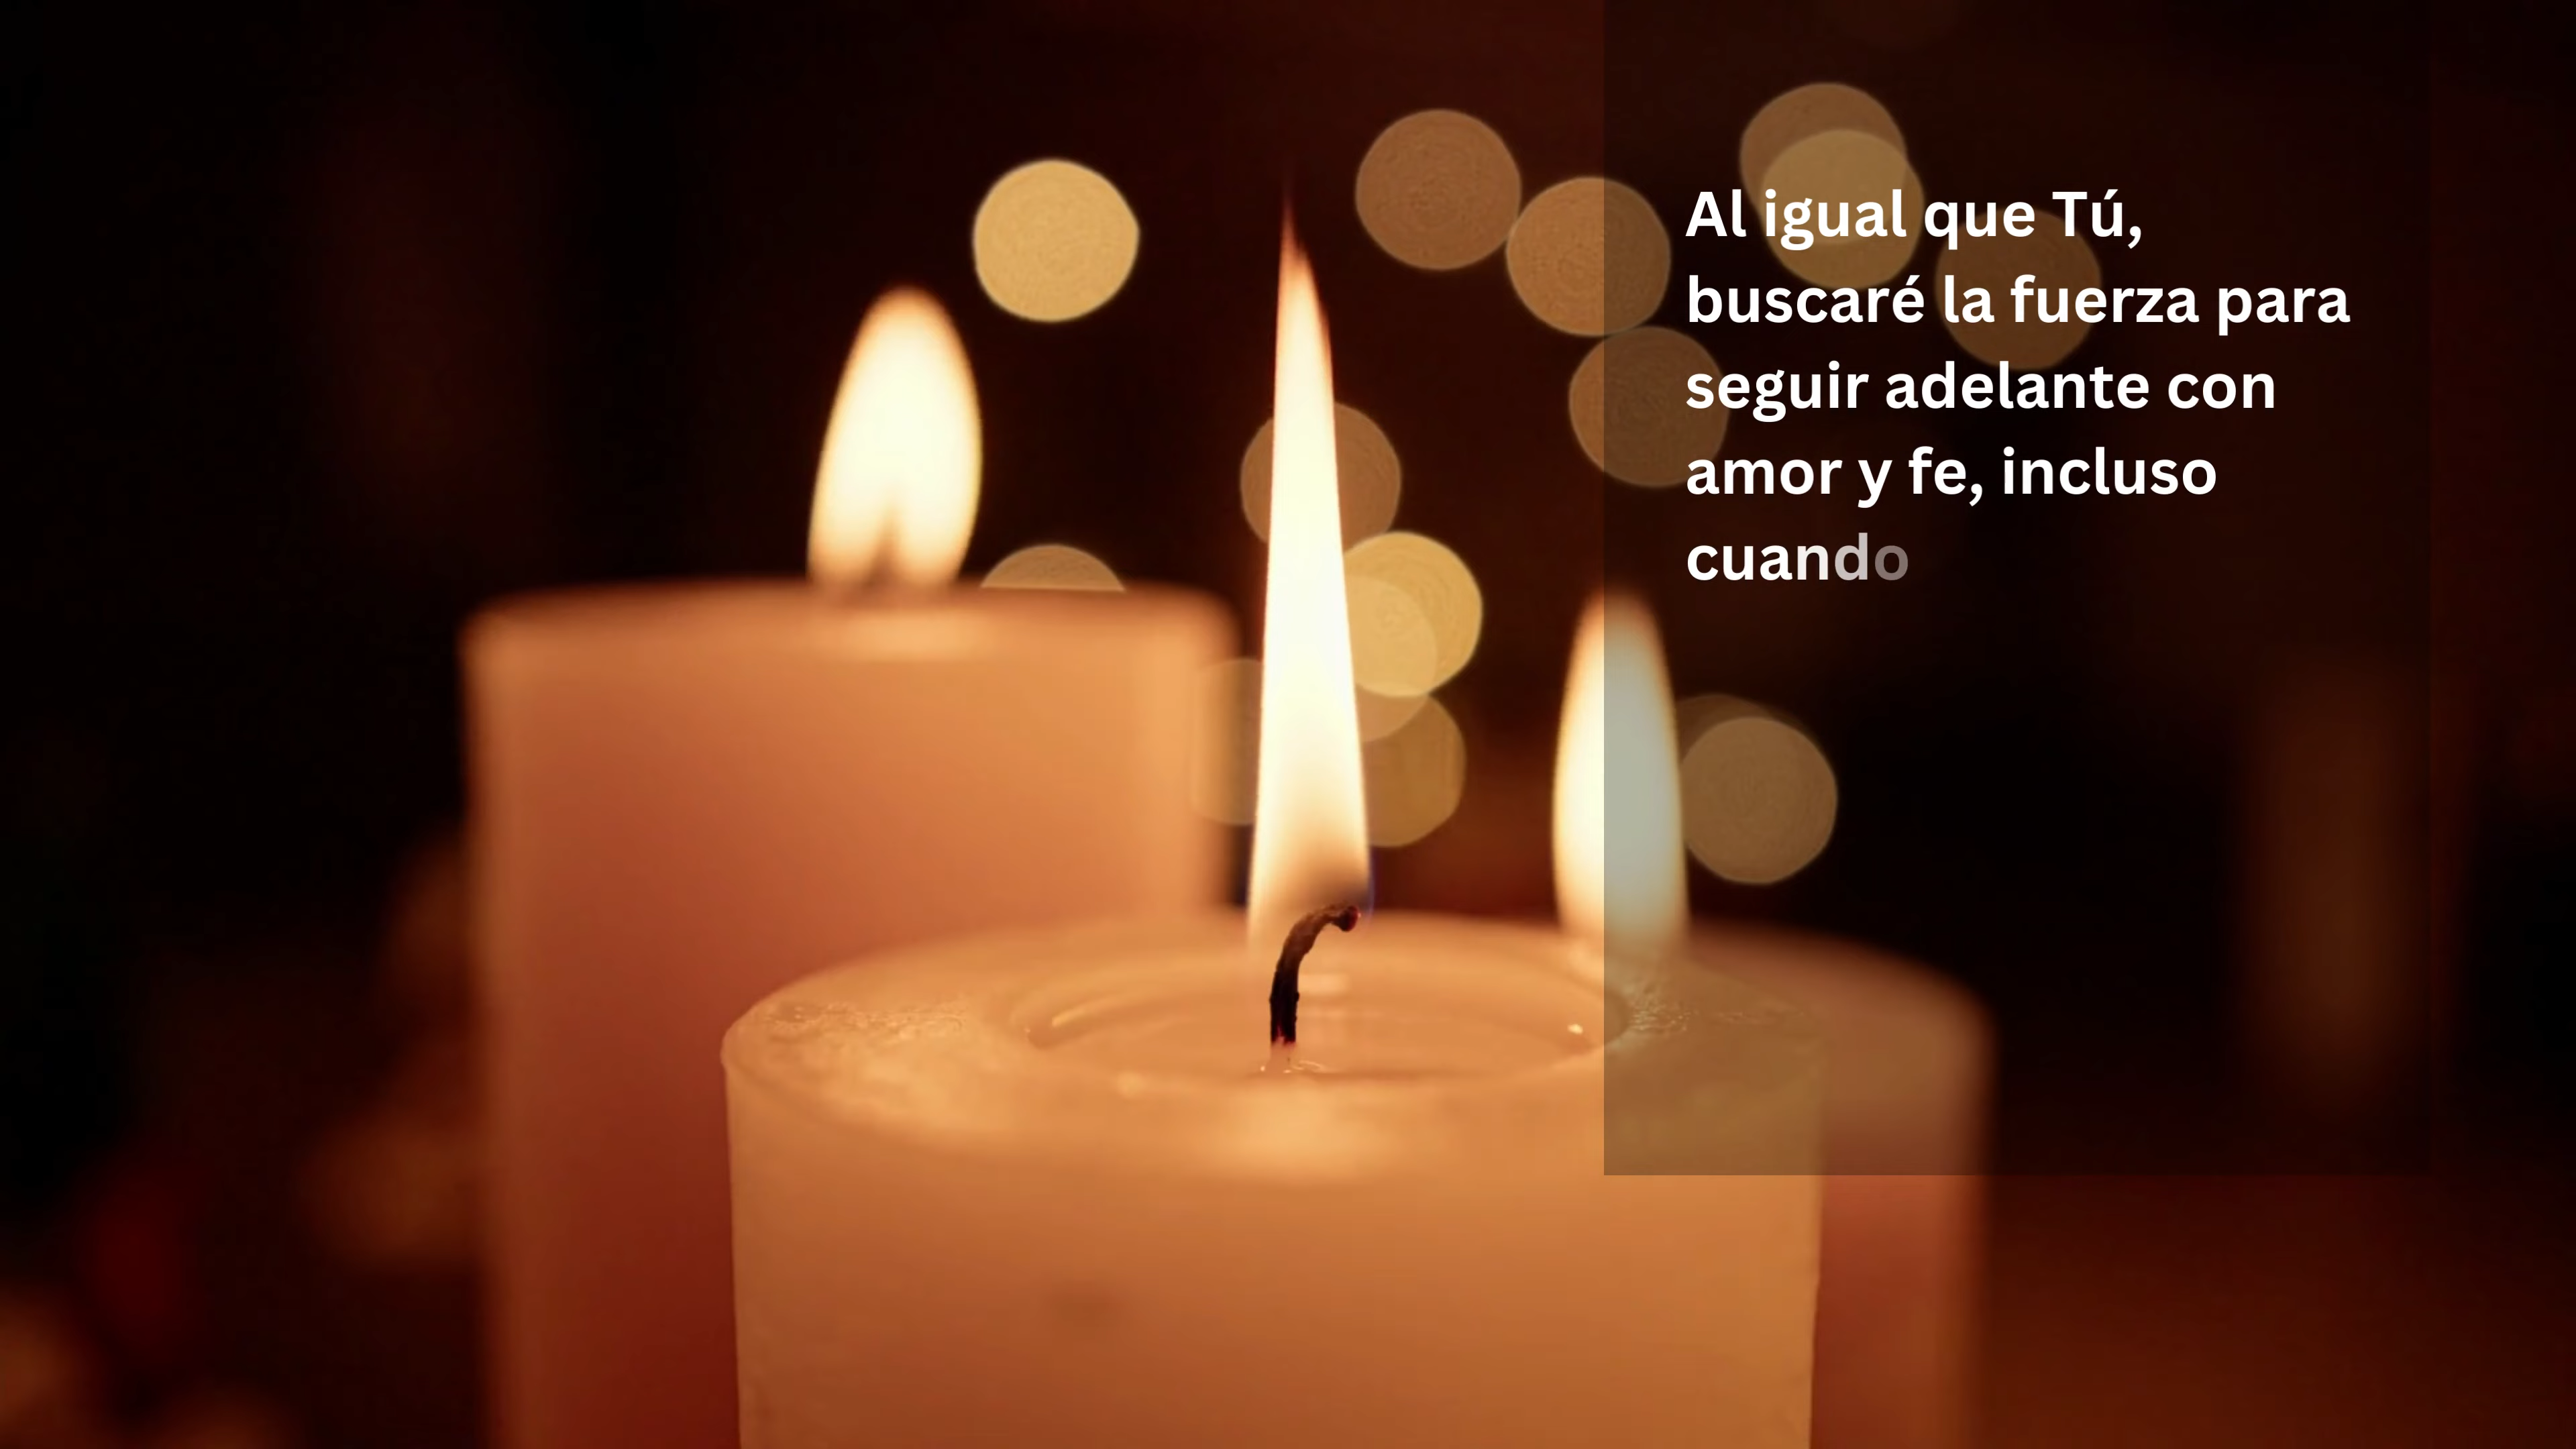 Al igual que Tú,
buscaré la fuerza para
seguir adelante con
amor y fe, incluso
cuando